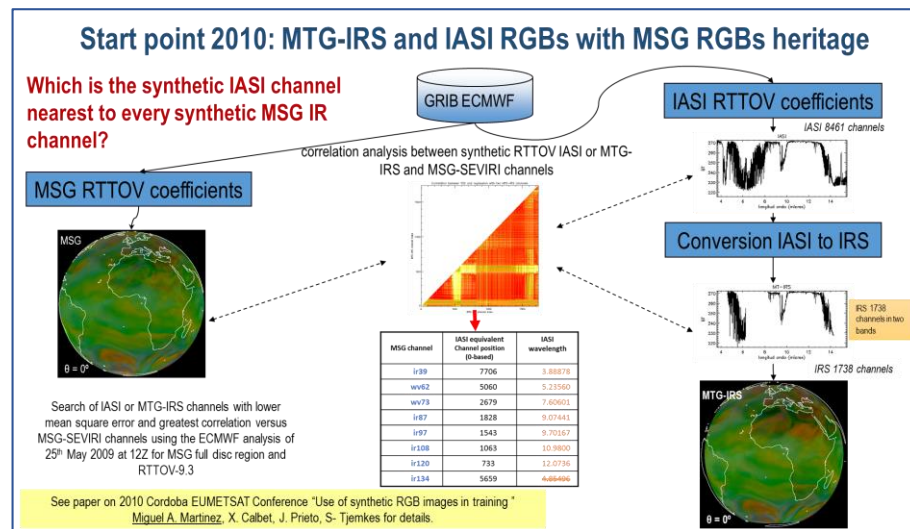 Start point 2010: MTG-IRS and IASI RGBs with MSG RGBs heritage
Which is the synthetic IASI channel
nearest to every synthetic MSG IR
channel?
GRIB ECMWF
IASI RTTOV coefficients
IASI 8461 channels
correlation analysis between synthetic RTTOV IASI or MTG-
IRS and MSG-SEVIRI channels
MSG RTTOV coefficients
MSG
θ = 0º
Conversion IASI to IRS
IRS 1738
channels in two
bands
IRS 1738 channels
MTG-IRS
θ = 0º
MSG channel
IASI equivalent
Channel position
(0-based)
IASI
wavelength
ir39 7706 3.88878
wv62 5060 5.23560
wv73 2679 7.60601
ir87 1828 9.07441
ir97 1543 9.70167
ir108 1063 10.9800
ir120 733 12.0736
ir134 5659
Search of IASI or MTG-IRS channels with lower
mean square error and greatest correlation versus
MSG-SEVIRI channels using the ECMWF analysis of
25th May 2009 at 12Z for MSG full disc region and
RTTOV-9.3
See paper on 2010 Cordoba EUMETSAT Conference “Use of synthetic RGB images in training ”
Miguel A. Martinez, X. Calbet, J. Prieto, S- Tjemkes for details.